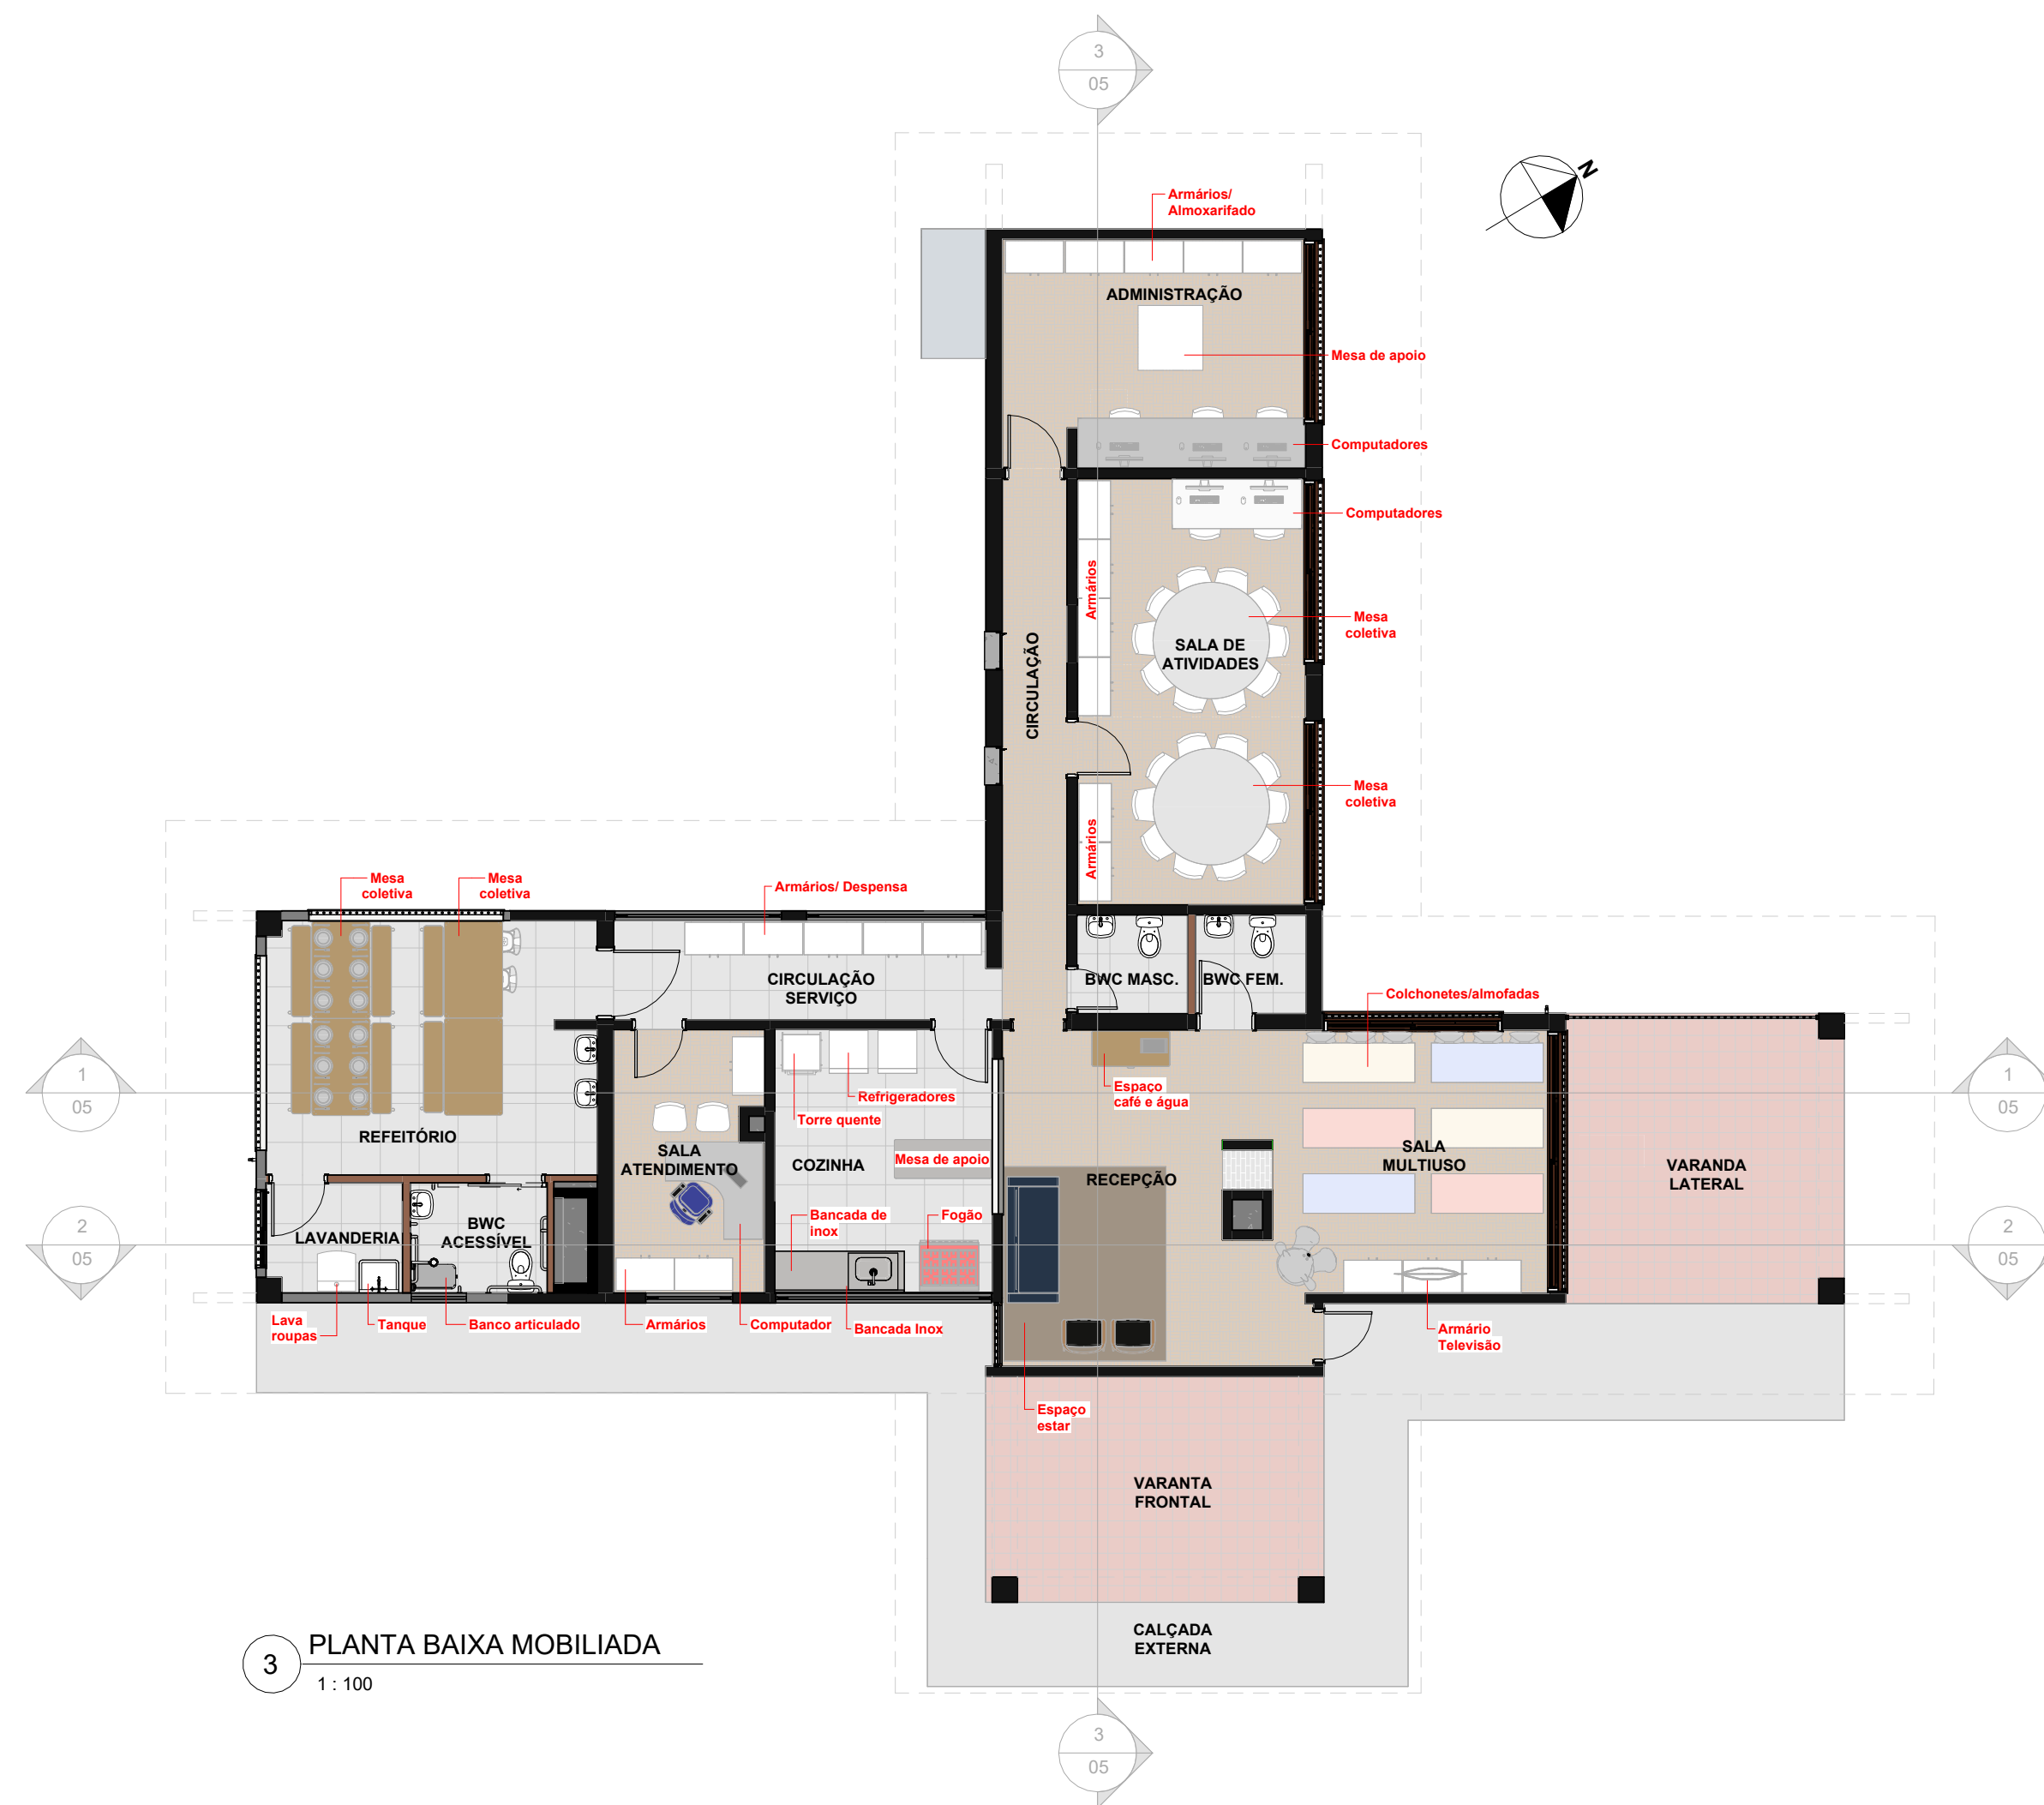 3
05
N
Armários/
Almoxarifado
ADMINISTRAÇÃO
Mesa de apoio
Computadores
Computadores
Armários
Mesa
coletiva
SALA DE
ATIVIDADES
CIRCULAÇÃO
Mesa
coletiva
Armários
Mesa
coletiva
Mesa
coletiva
Armários/ Despensa
CIRCULAÇÃO
SERVIÇO
BWC MASC.
BWC FEM.
Colchonetes/almofadas
1
05
1
05
Espaço
café e água
Refrigeradores
Torre quente
REFEITÓRIO
SALA
ATENDIMENTO
COZINHA
Mesa de apoio
RECEPÇÃO
SALA
MULTIUSO
VARANDA
LATERAL
2
05
2
05
LAVANDERIA
BWC
ACESSÍVEL
Bancada de
inox
Fogão
Lava
roupas
Tanque
Banco articulado
Armários
Computador
Bancada Inox
Armário
Televisão
Espaço
estar
VARANTA
FRONTAL
CALÇADA
EXTERNA
3
PLANTA BAIXA MOBILIADA
1 : 100
3
05